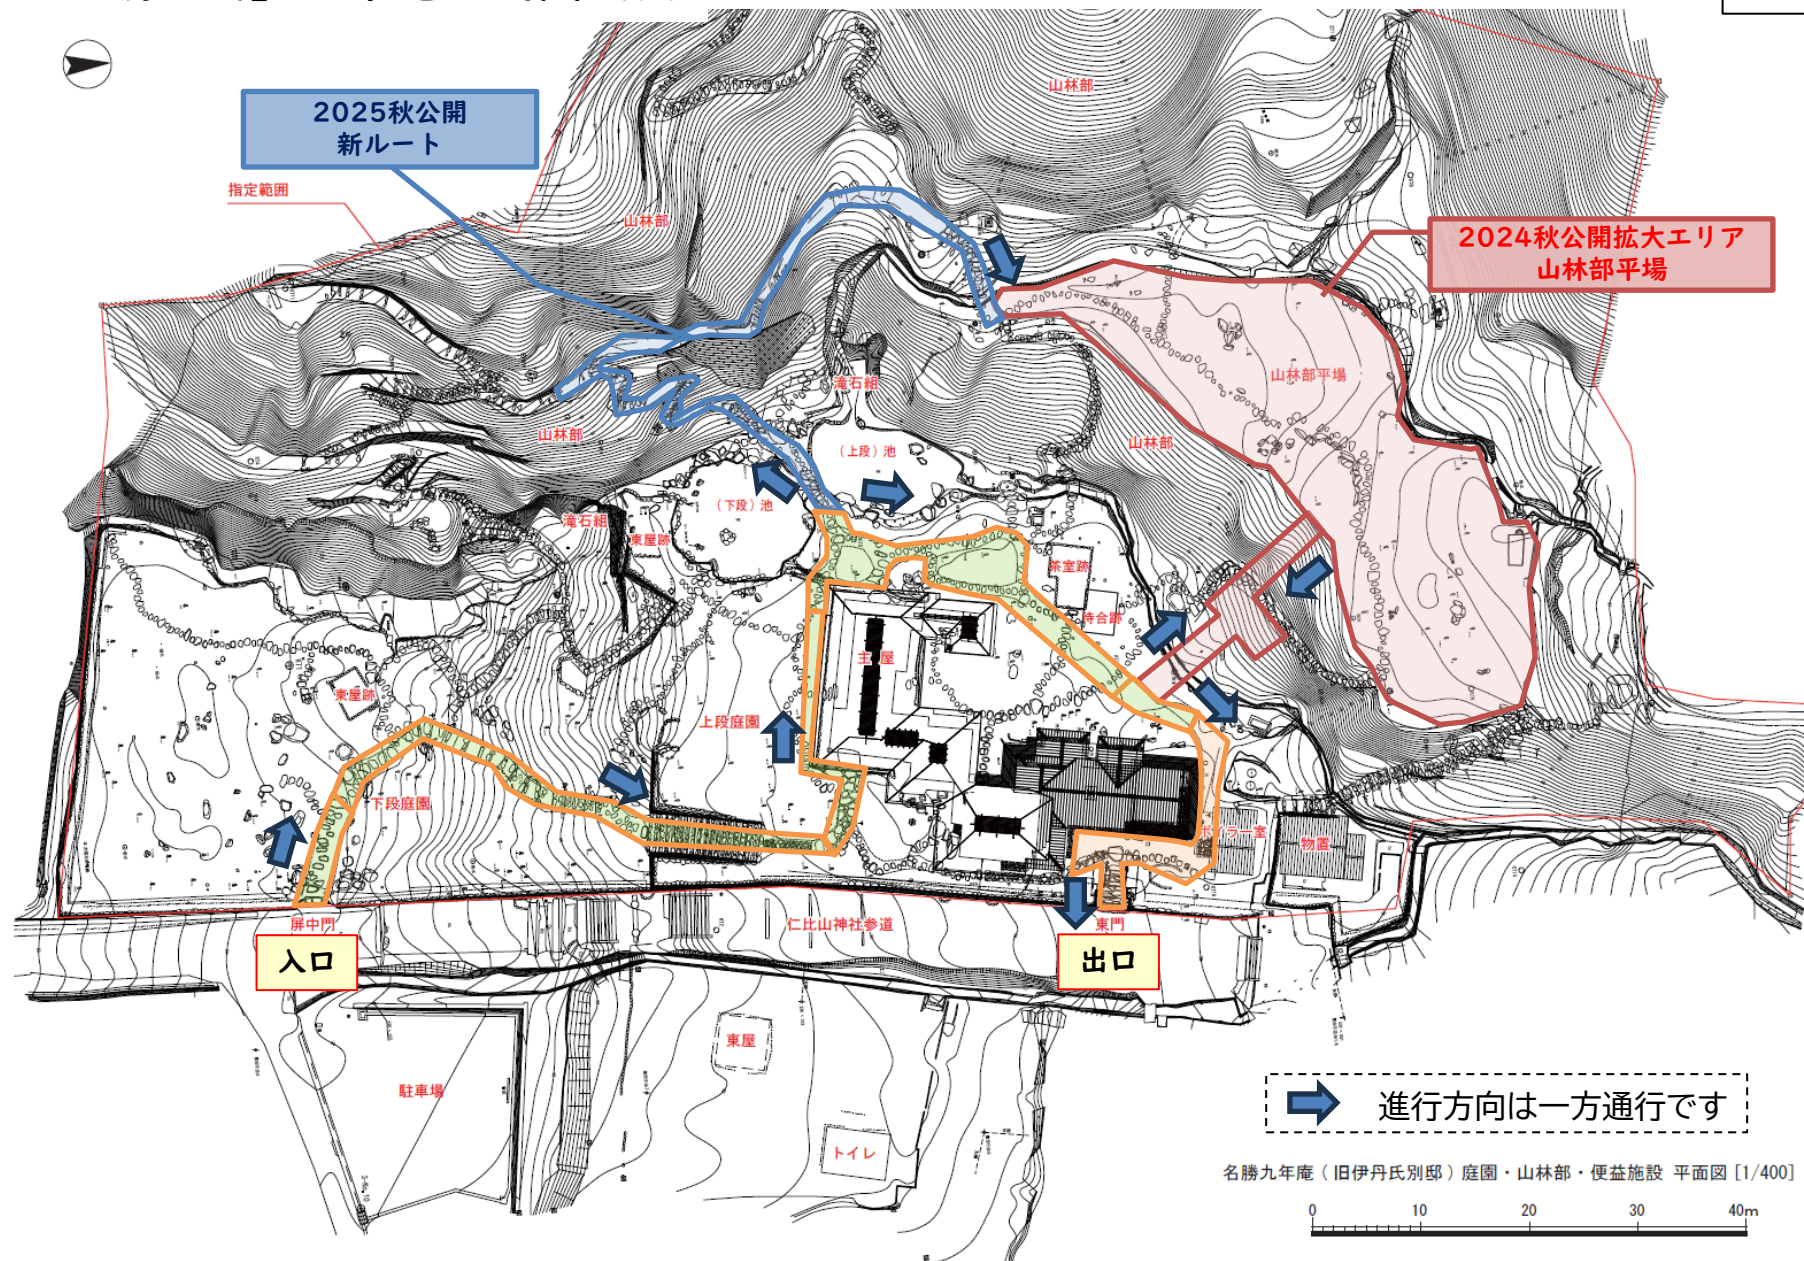 2025秋公開
新ルート
指定範囲
山林部
山林部
2024秋公開拡大エリア
山林部平場
山林部平場
滝石組
山林部
山林部
(上段)池
(下段)池
滝石組
東屋跡
茶室跡
待合跡
主屋
東屋跡
上段庭園
下段庭園
ボイラー室
物置
屏中門
仁比山神社参道
東門
入口
出口
東屋
駐車場
トイレ
進行方向は一方通行です
名勝九年庵(旧伊丹氏別邸)庭園・山林部・便益施設 平面図 [1/400]
0 10 20 30 40m